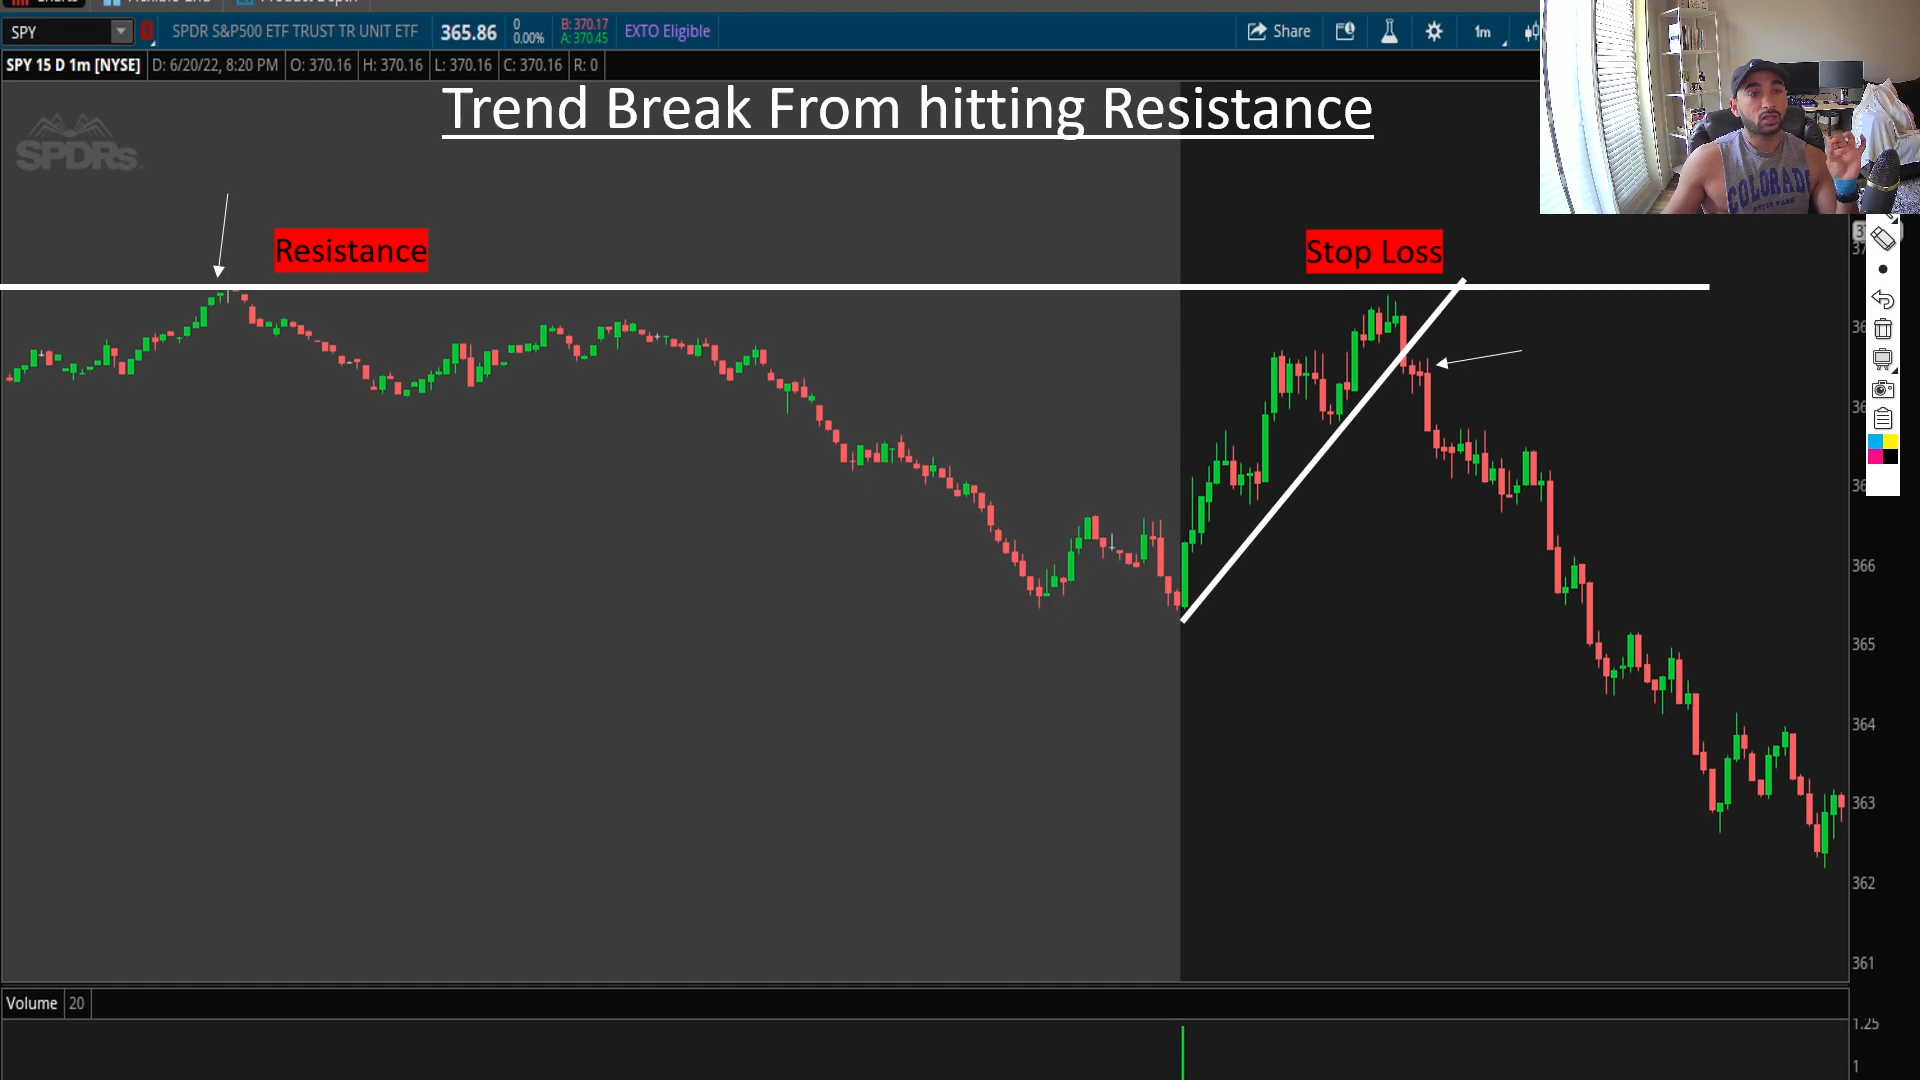 SPY
SPDR S&P500 ETF TRUST TR UNIT ETF
365.86
0
0.00%
B: 370.17
A: 370.45
EXTO Eligible
Share
1m
SPY 15 D 1m [NYSE]
D: 6/20/22, 8:20 PM
O: 370.16
H: 370.16
L: 370.16
C: 370.16
R: 0
Trend Break From hitting Resistance
SPDRs
COLORADO
Resistance
Stop Loss
366
365
364
363
362
361
Volume
20
1.25
1